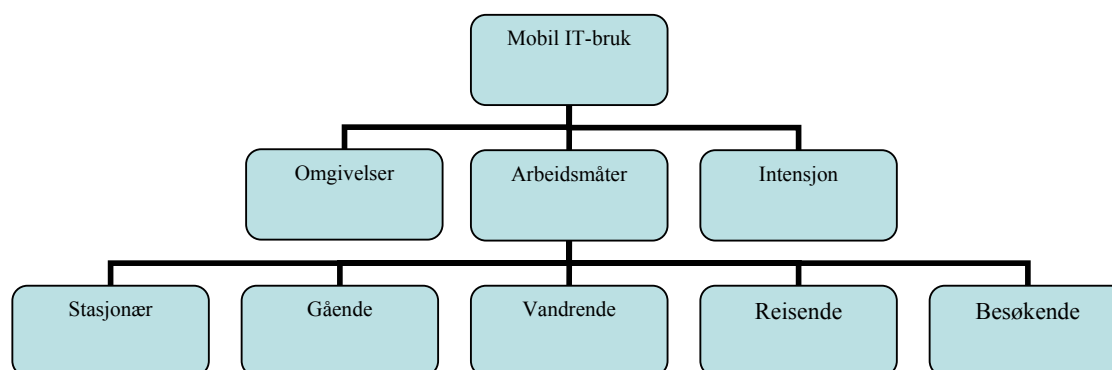 Mobil IT-bruk
Omgivelser
Arbeidsmåter
Intensjon
Stasjonær
Gående
Vandrende
Reisende
Besøkende